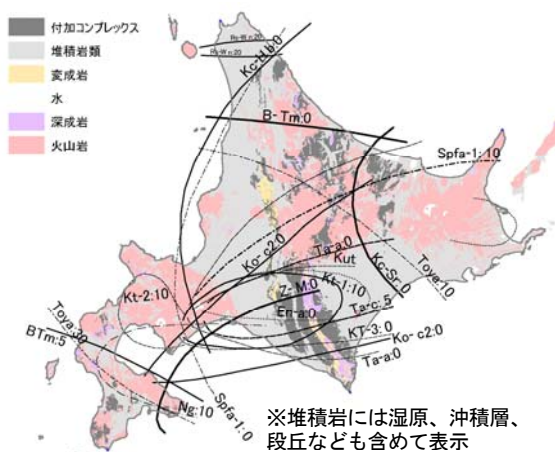 付加コンプレックス
堆積岩類
変成岩
水
深成岩
火山岩
Kc-Hb:0
B-Tm:0
Spfa-1: 10
Ko-c2:0
Ta-a:0
Kut
Kc-Sr:0
Toya:10
Kt-2:10
Z-M:0
Kt-1:10
En-a:0
Ta-c:5
KT-3:0
Ko-c2:0
Ta-a:0
Toya:30
BTm:5
Ng:10
Spfa-1:0
※堆積岩には湿原、沖積層、
段丘なども含めて表示